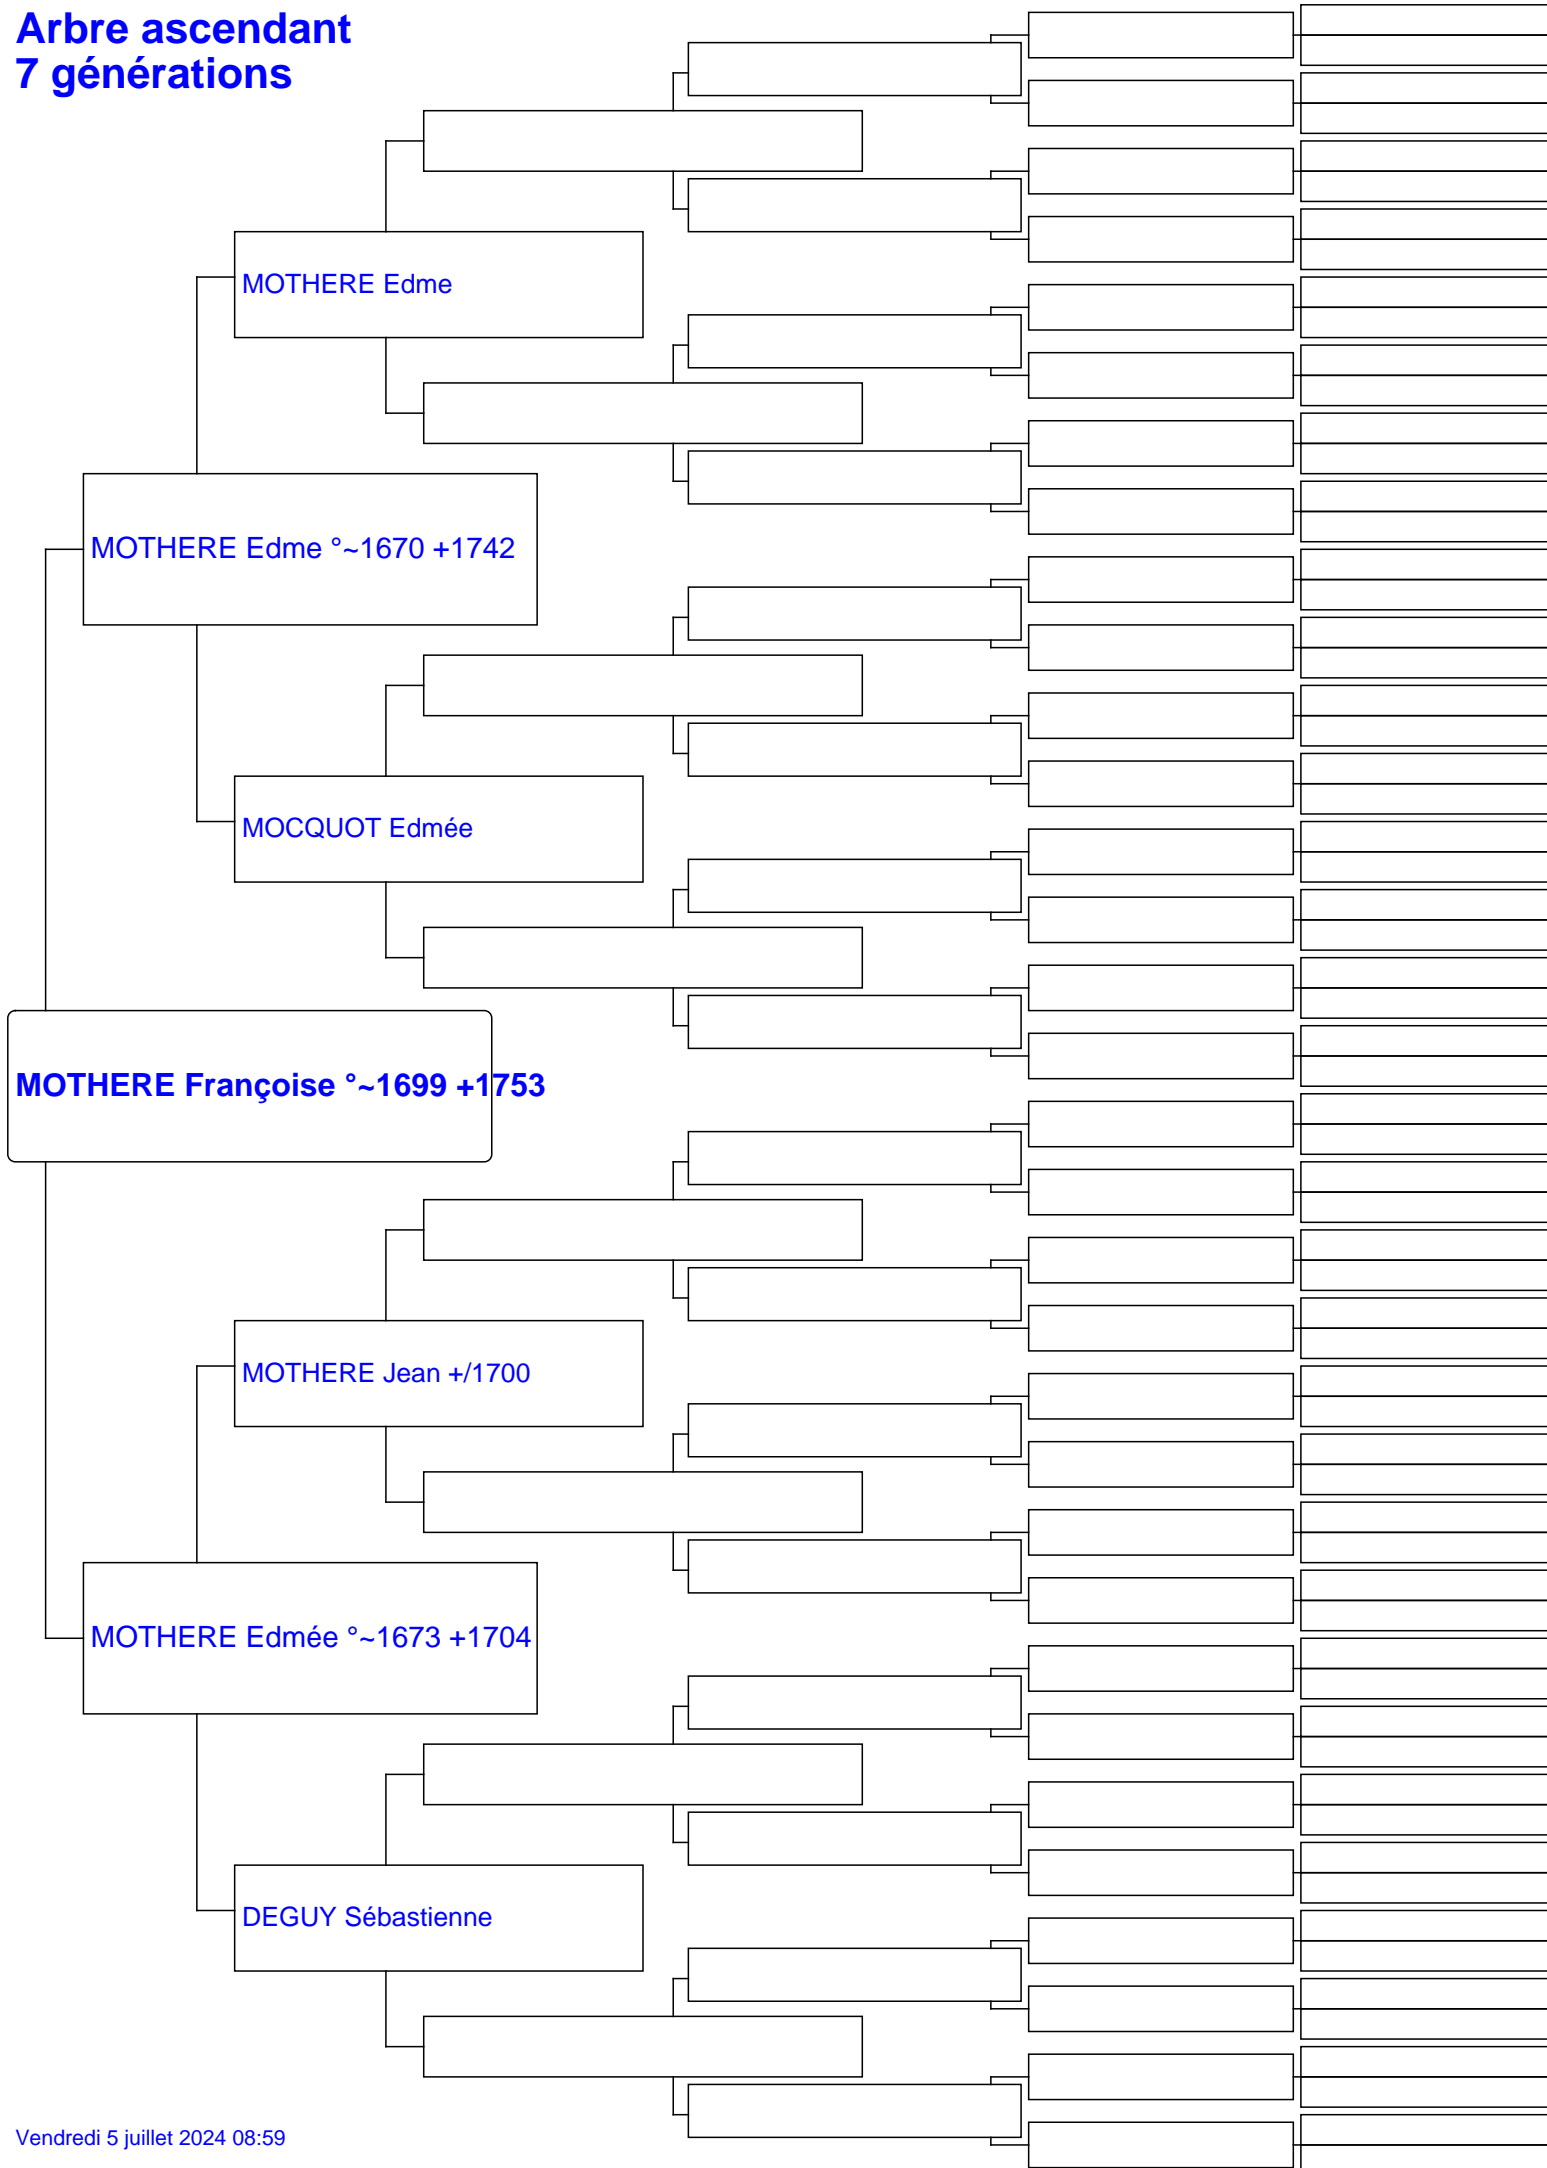 Arbre ascendant
7 générations
MOTHERE Edme
MOTHERE Edme °~1670 +1742
MOCQUOT Edmée
MOTHERE Françoise °~1699 +1753
MOTHERE Jean +/1700
MOTHERE Edmée °~1673 +1704
DEGUY Sébastienne
Vendredi 5 juillet 2024 08:59